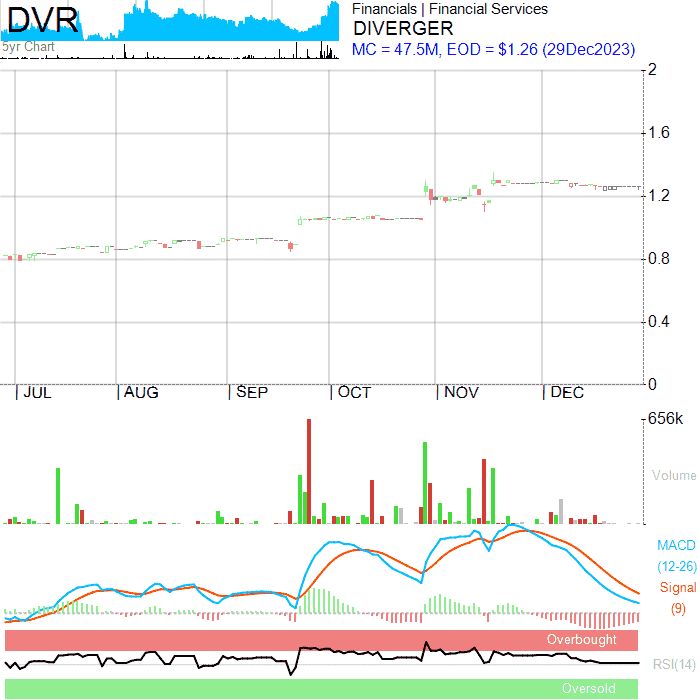 DVR
5yr Chart
Financials | Financial Services
DIVERGER
MC = 47.5M, EOD = $1.26 (29Dec2023)
2
1.6
1.2
0.8
0.4
0
| JUL | AUG | SEP | OCT | NOV | DEC
656k
Volume
MACD
(12-26)
Signal
(9)
Overbought
RSI(14)
Oversold